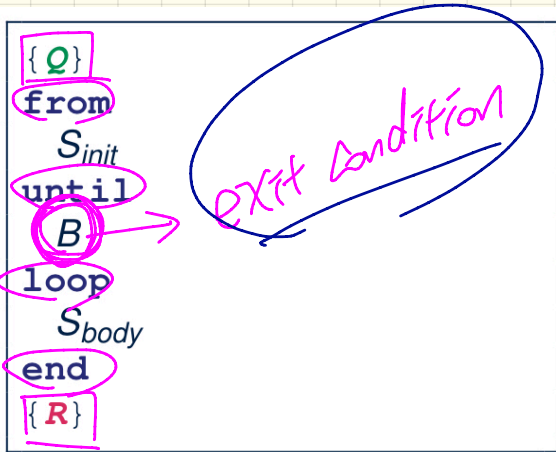 {Q}
from
S_init
until
B
exit condition
loop
S_body
end
{R}